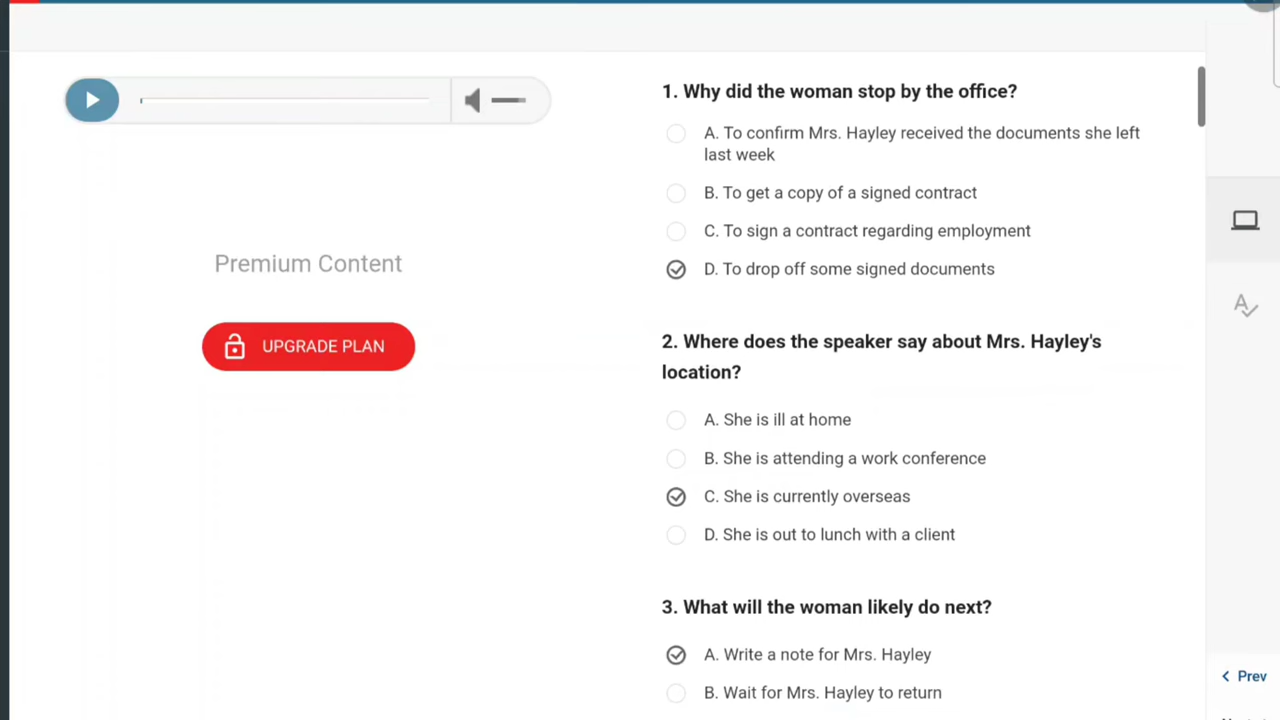 1. Why did the woman stop by the office?
A. To confirm Mrs. Hayley received the documents she left
last week
B. To get a copy of a signed contract
C. To sign a contract regarding employment
D. To drop off some signed documents
Premium Content
UPGRADE PLAN
2. Where does the speaker say about Mrs. Hayley's
location?
A. She is ill at home
B. She is attending a work conference
C. She is currently overseas
D. She is out to lunch with a client
3. What will the woman likely do next?
A. Write a note for Mrs. Hayley
B. Wait for Mrs. Hayley to return
Prev